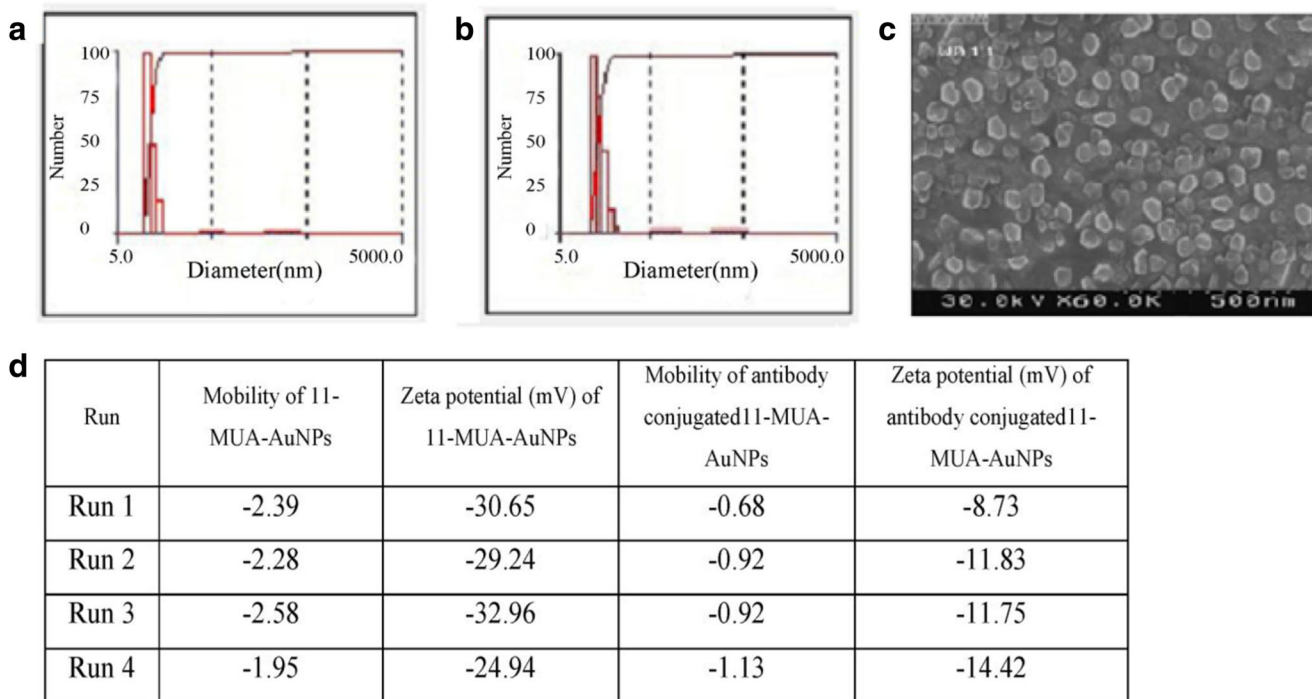 a
100
75
50
25
0
Number
5.0
5000.0
Diameter(nm)
b
100
75
50
25
0
Number
5.0
5000.0
Diameter(nm)
c
30.0kV X60.0K 500nm
d
Run
Mobility of 11-
MUA-AuNPs
Zeta potential (mV) of
11-MUA-AuNPs
Mobility of antibody
conjugated11-MUA-
AuNPs
Zeta potential (mV) of
antibody conjugated11-
MUA-AuNPs
Run 1 -2.39 -30.65 -0.68 -8.73
Run 2 -2.28 -29.24 -0.92 -11.83
Run 3 -2.58 -32.96 -0.92 -11.75
Run 4 -1.95 -24.94 -1.13 -14.42